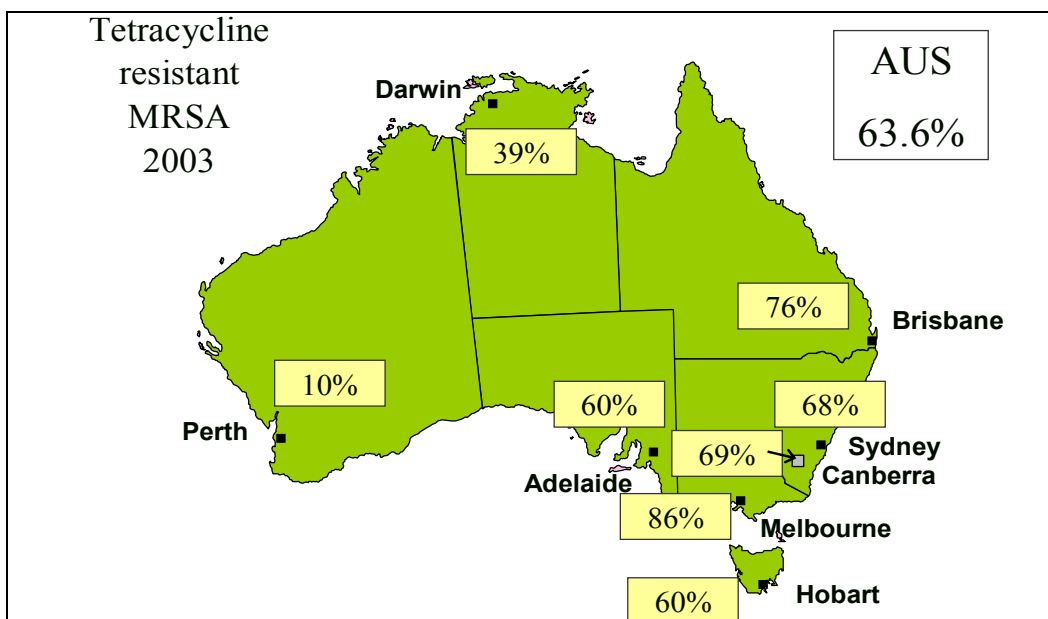 Tetracycline
resistant
MRSA
2003
AUS
63.6%
Darwin
39%
76%
Brisbane
10%
60%
68%
Perth
69%
Sydney
Canberra
Adelaide
86%
Melbourne
60%
Hobart